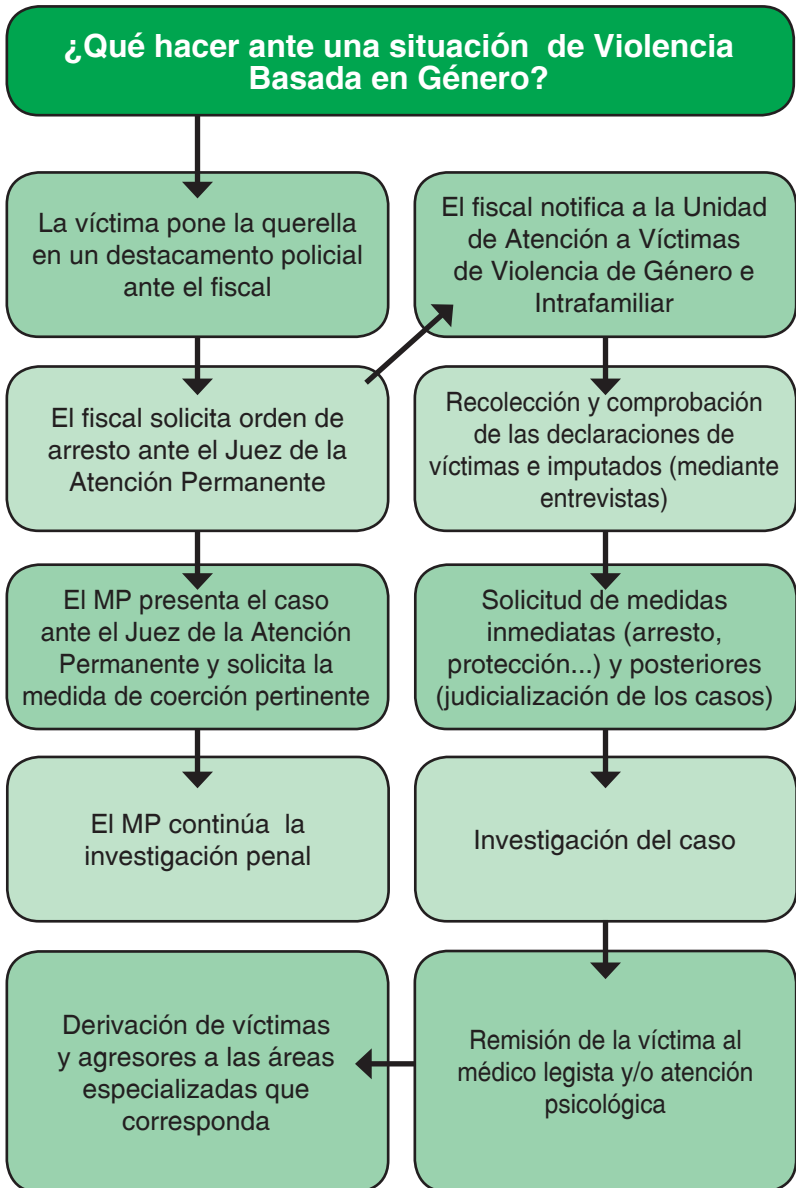 ¿Qué hacer ante una situación de Violencia
Basada en Género?
La víctima pone la querella
en un destacamento policial
ante el fiscal
El fiscal solicita orden de
arresto ante el Juez de la
Atención Permanente
El MP presenta el caso
ante el Juez de la Atención
Permanente y solicita la
medida de coerción pertinente
El MP continúa la
investigación penal
El fiscal notifica a la Unidad
de Atención a Víctimas
de Violencia de Género e
Intrafamiliar
Recolección y comprobación
de las declaraciones de
víctimas e imputados (mediante
entrevistas)
Solicitud de medidas
inmediatas (arresto,
protección...) y posteriores
(judicialización de los casos)
Investigación del caso
Remisión de la víctima al
médico legista y/o atención
psicológica
Derivación de víctimas
y agresores a las áreas
especializadas que
corresponda